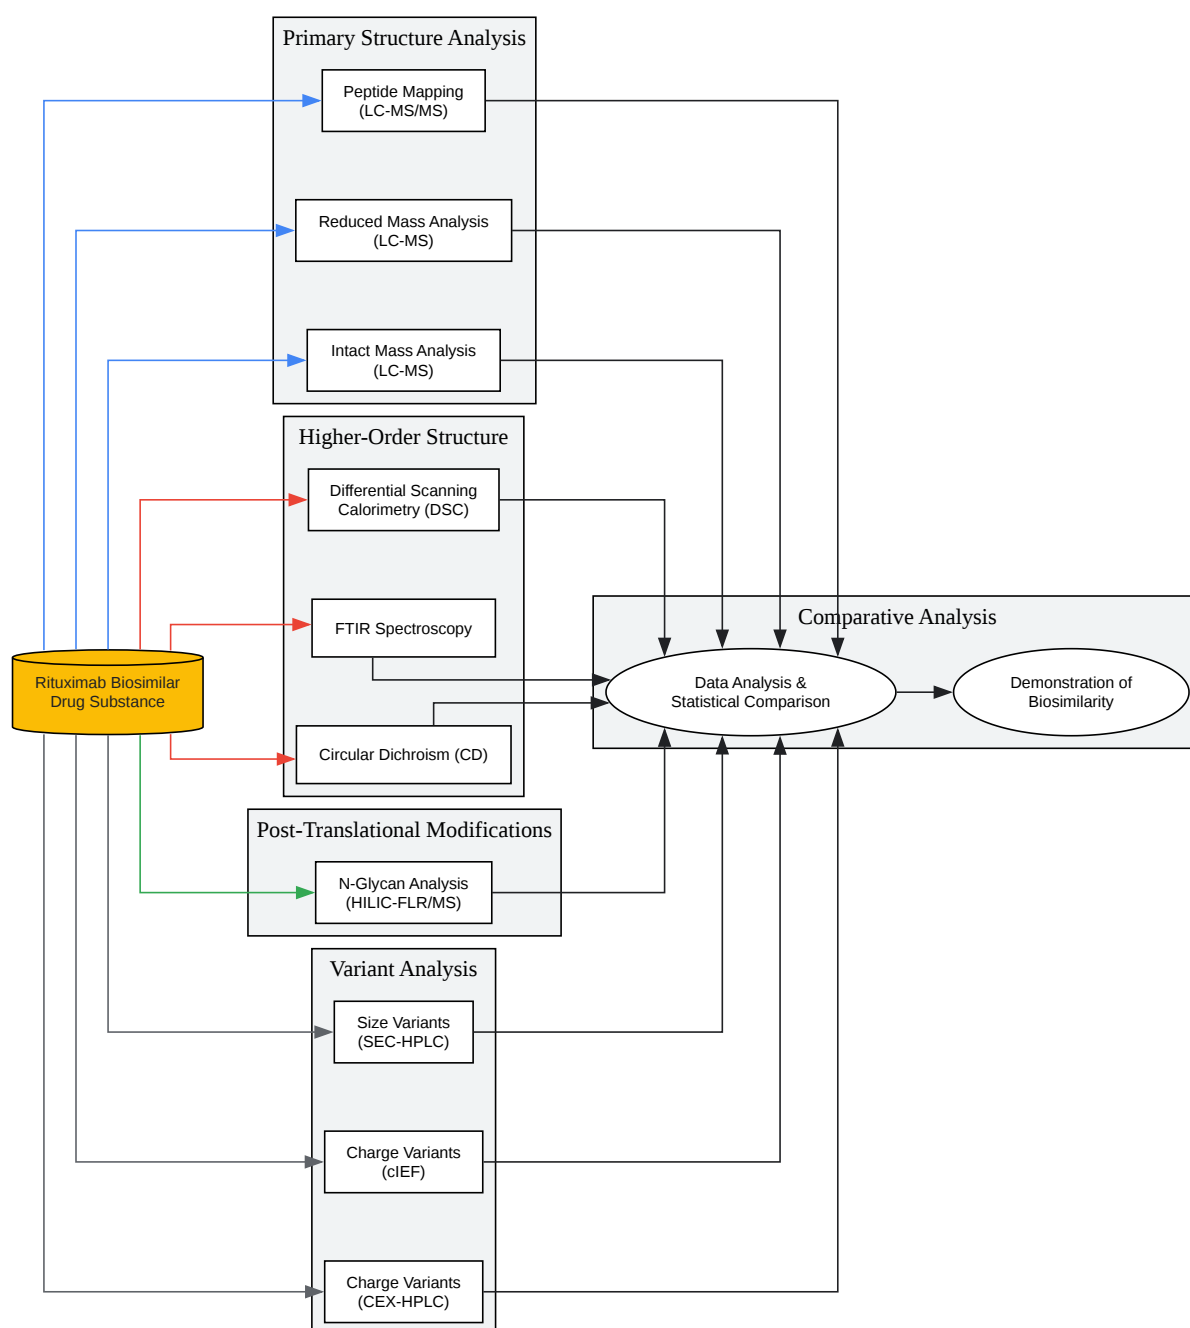 Primary Structure Analysis
Peptide Mapping
(LC-MS/MS)
Reduced Mass Analysis
(LC-MS)
Intact Mass Analysis
(LC-MS)
Higher-Order Structure
Differential Scanning
Calorimetry (DSC)
FTIR Spectroscopy
Circular Dichroism (CD)
Rituximab Biosimilar
Drug Substance
Comparative Analysis
Data Analysis &
Statistical Comparison
Demonstration of
Biosimilarity
Post-Translational Modifications
N-Glycan Analysis
(HILIC-FLR/MS)
Variant Analysis
Size Variants
(SEC-HPLC)
Charge Variants
(cIEF)
Charge Variants
(CEX-HPLC)